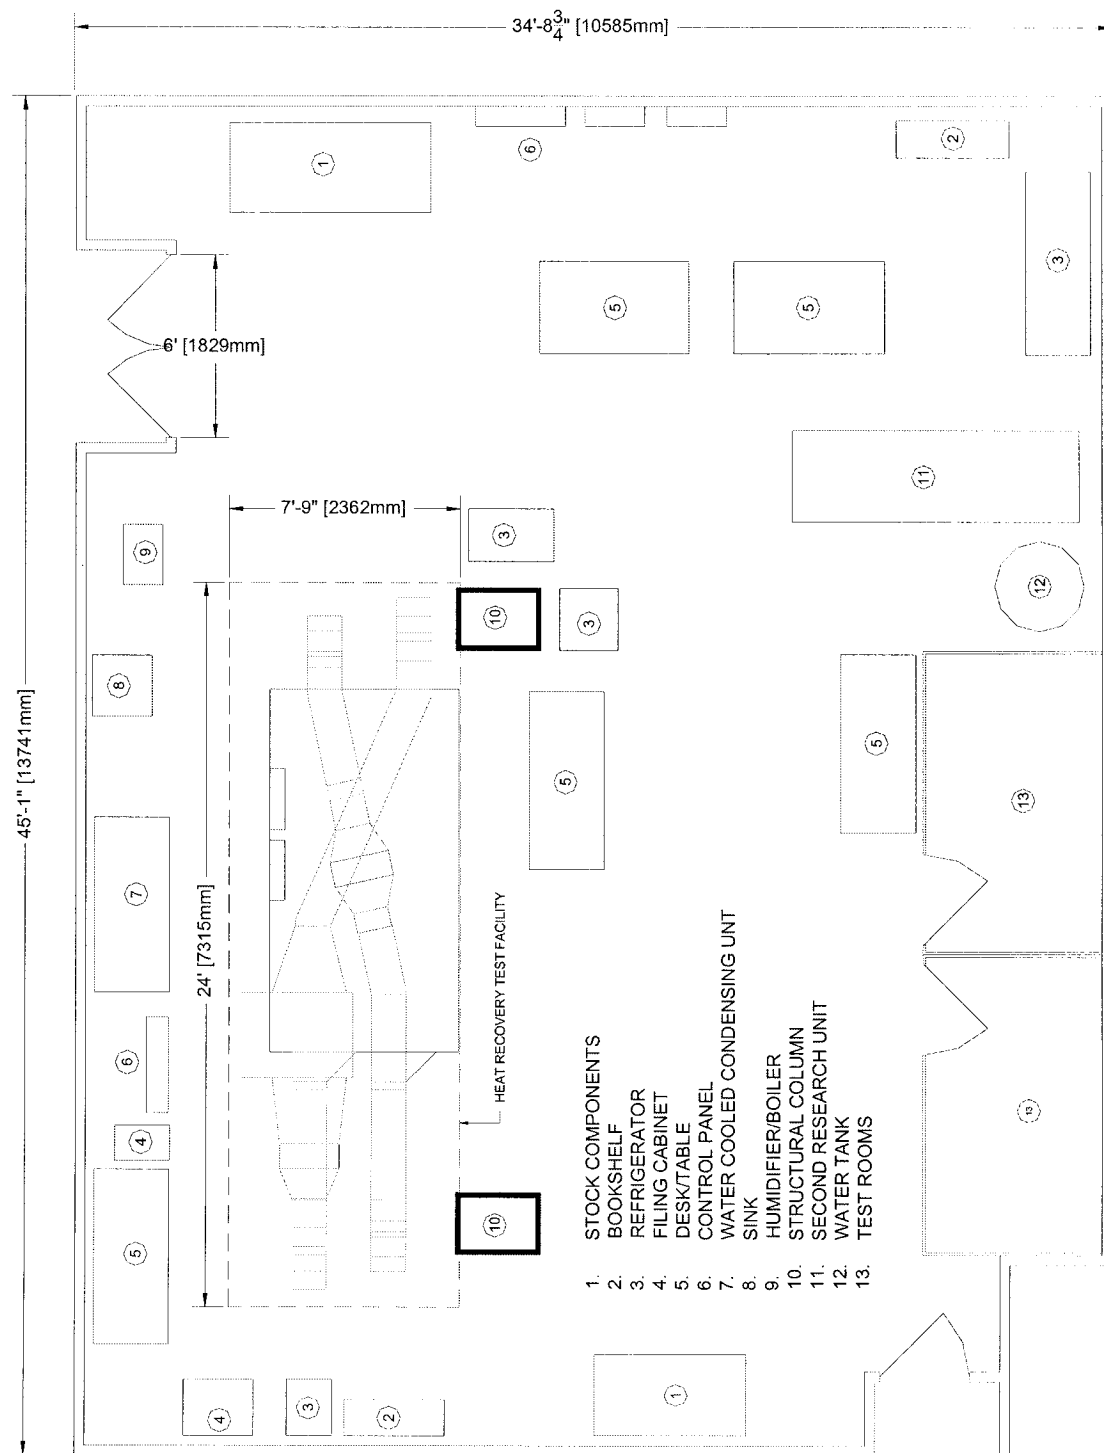 34'-8 3/4" [10585mm]
1
6
2
3
5
5
6' [1829mm]
11
7'-9" [2362mm]
3
9
12
10
3
8
5
5
13
45'-1" [13741mm]
7
24' [7315mm]
HEAT RECOVERY TEST FACILITY
6
4
13
10
5
1. STOCK COMPONENTS
2. BOOKSHELF
3. REFRIGERATOR
4. FILING CABINET
5. DESK/TABLE
6. CONTROL PANEL
7. WATER COOLED CONDENSING UNT
8. SINK
9. HUMIDIFIER/BOILER
10. STRUCTURAL COLUMN
11. SECOND RESEARCH UNIT
12. WATER TANK
13. TEST ROOMS
4
3
2
1